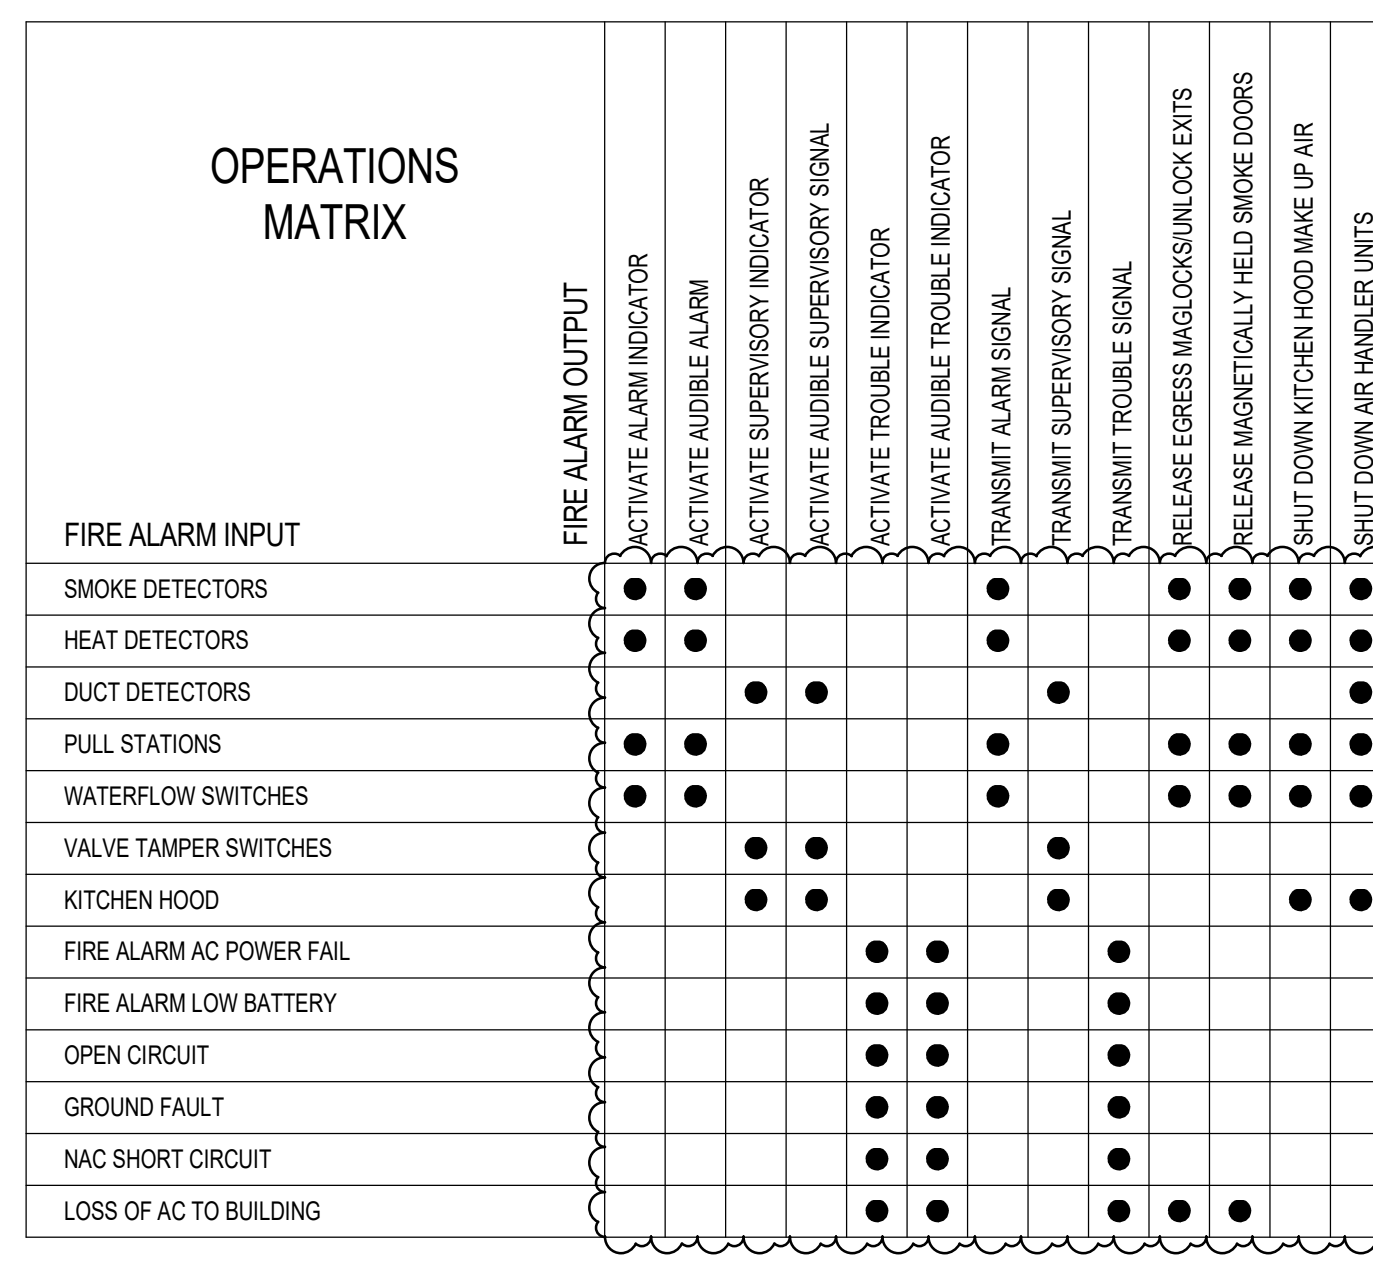 OPERATIONS
MATRIX
FIRE ALARM INPUT
FIRE ALARM OUTPUT
ACTIVATE ALARM INDICATOR
ACTIVATE AUDIBLE ALARM
ACTIVATE SUPERVISORY INDICATOR
ACTIVATE AUDIBLE SUPERVISORY SIGNAL
ACTIVATE TROUBLE INDICATOR
ACTIVATE AUDIBLE TROUBLE INDICATOR
TRANSMIT ALARM SIGNAL
TRANSMIT SUPERVISORY SIGNAL
TRANSMIT TROUBLE SIGNAL
RELEASE EGRESS MAGLOCKS/UNLOCK EXITS
RELEASE MAGNETICALLY HELD SMOKE DOORS
SHUT DOWN KITCHEN HOOD MAKE UP AIR
SHUT DOWN AIR HANDLER UNITS
SMOKE DETECTORS
HEAT DETECTORS
DUCT DETECTORS
PULL STATIONS
WATERFLOW SWITCHES
VALVE TAMPER SWITCHES
KITCHEN HOOD
FIRE ALARM AC POWER FAIL
FIRE ALARM LOW BATTERY
OPEN CIRCUIT
GROUND FAULT
NAC SHORT CIRCUIT
LOSS OF AC TO BUILDING